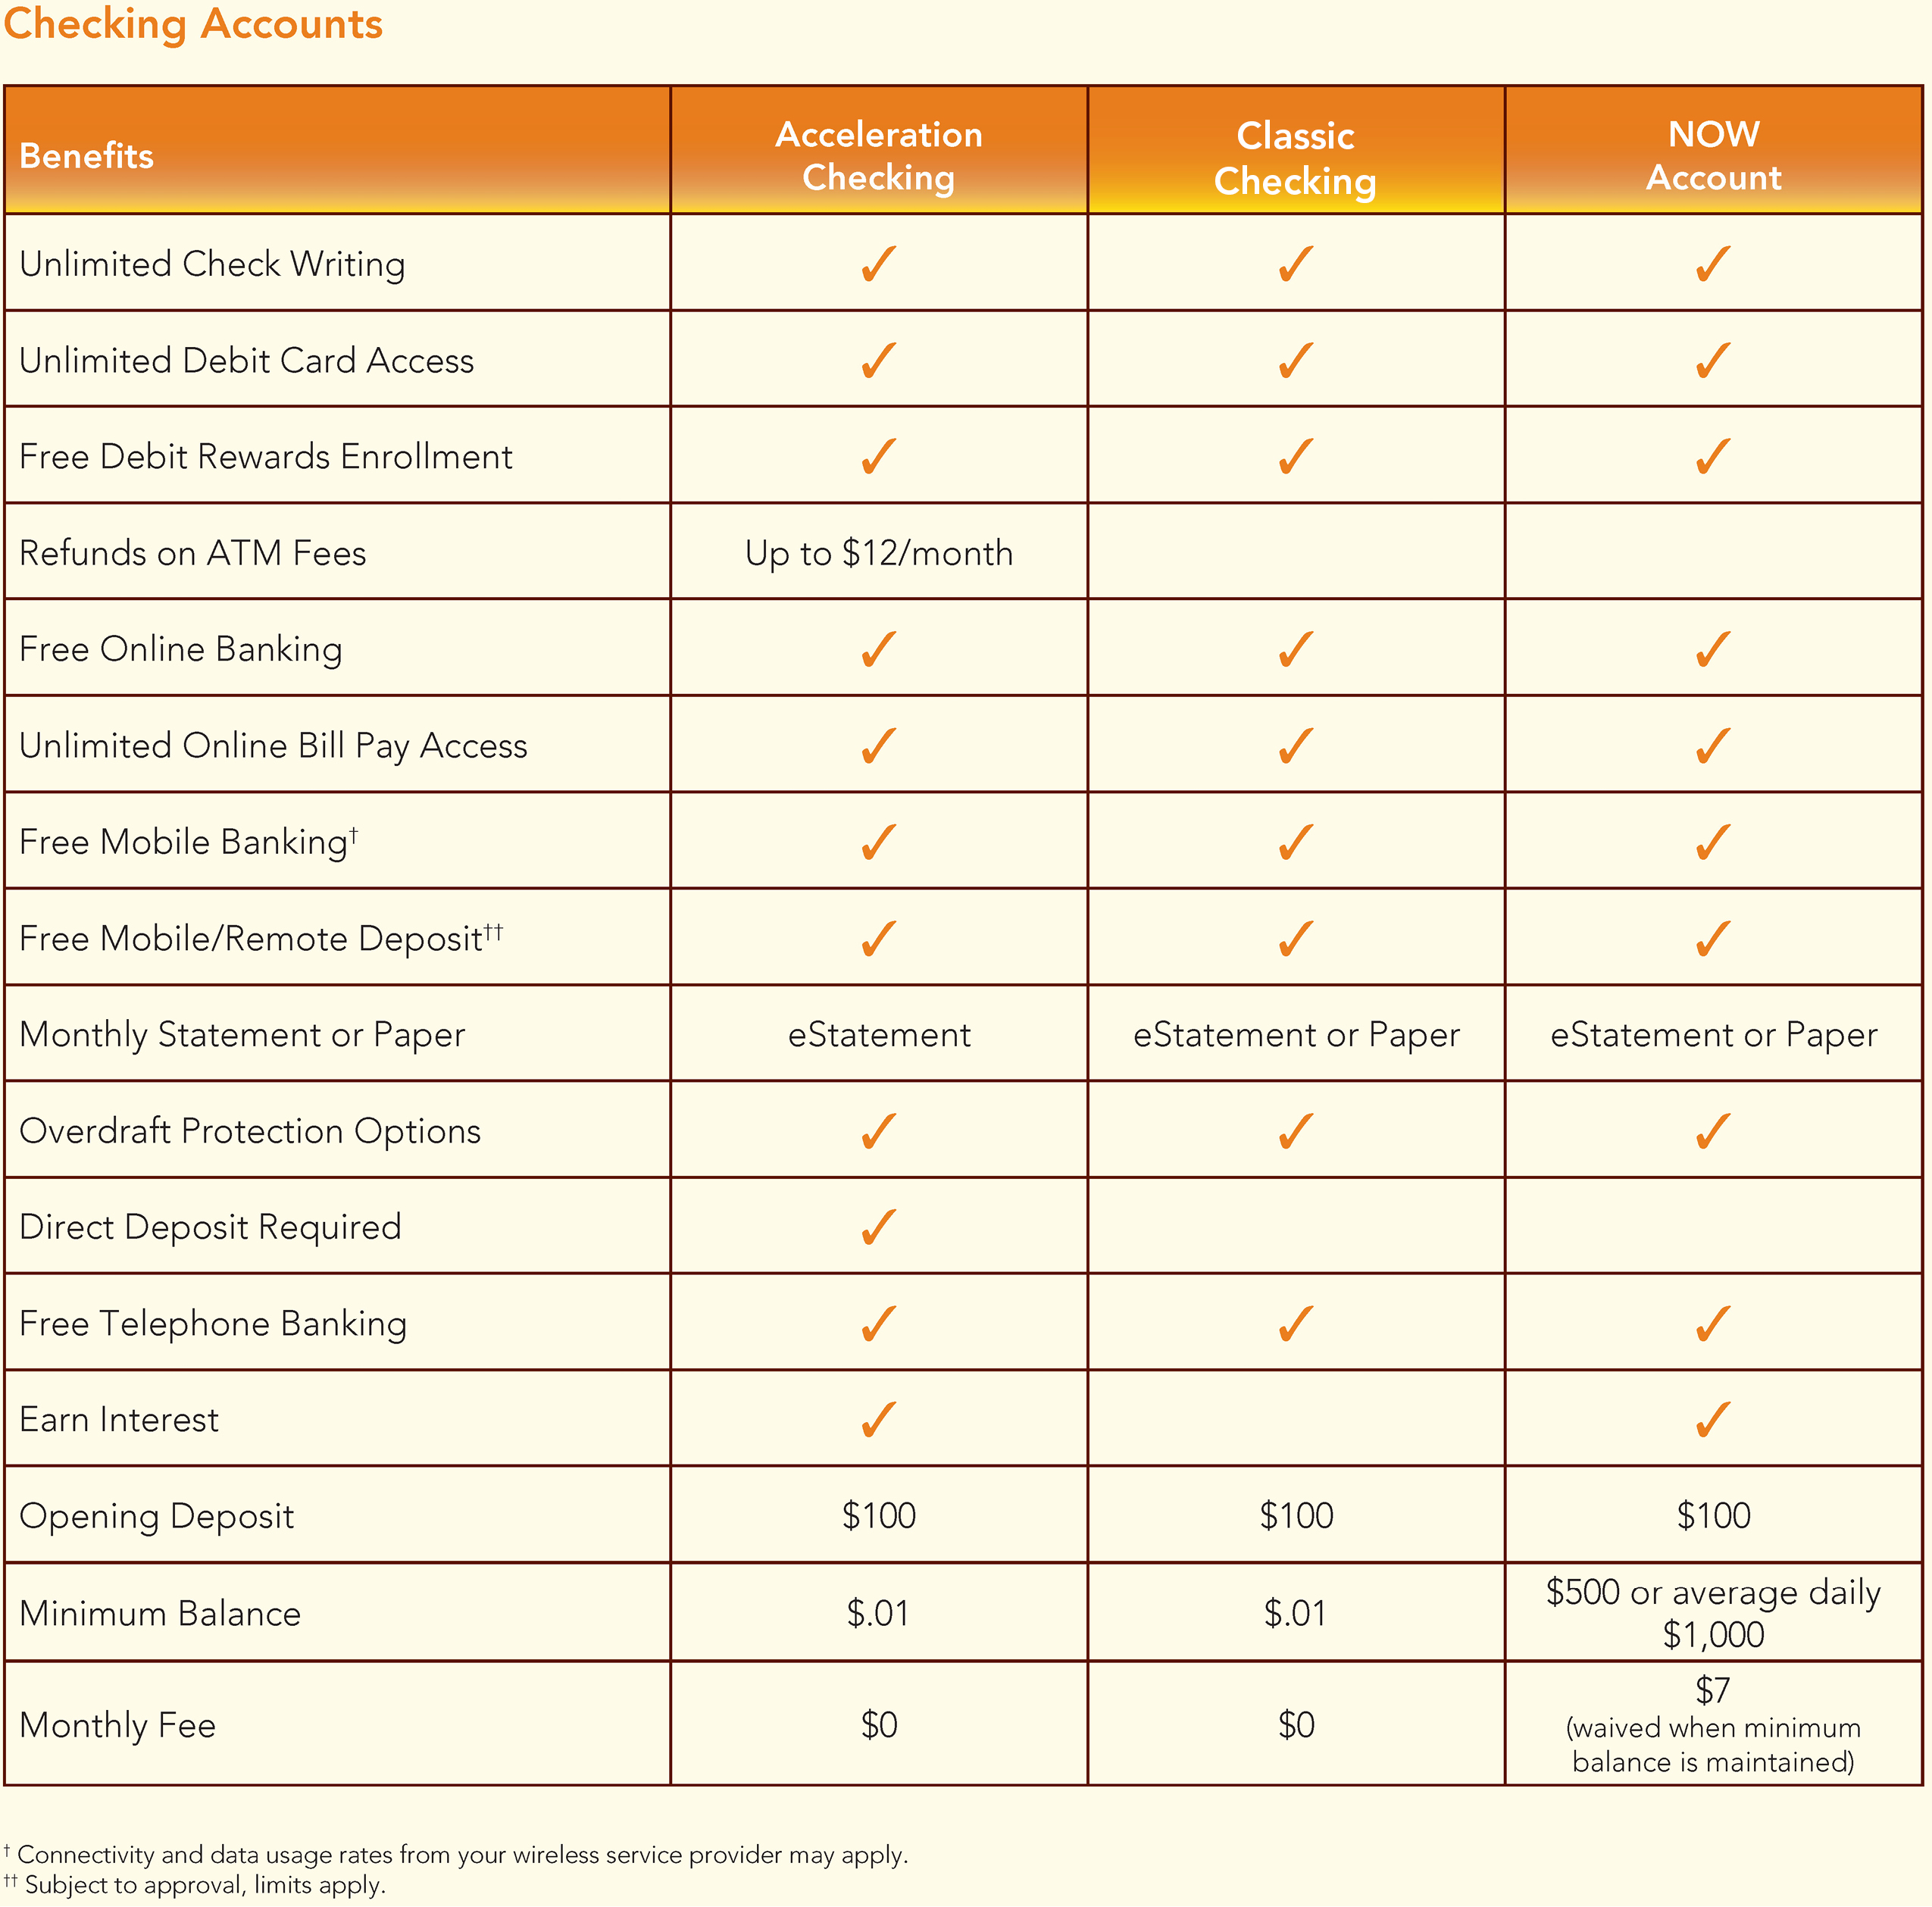 Checking Accounts
Benefits
Acceleration
Checking
Classic
Checking
NOW
Account
Unlimited Check Writing ✓ ✓ ✓
Unlimited Debit Card Access ✓ ✓ ✓
Free Debit Rewards Enrollment ✓ ✓ ✓
Refunds on ATM Fees Up to $12/month
Free Online Banking ✓ ✓ ✓
Unlimited Online Bill Pay Access ✓ ✓ ✓
Free Mobile Banking† ✓ ✓ ✓
Free Mobile/Remote Deposit†† ✓ ✓ ✓
Monthly Statement or Paper eStatement eStatement or Paper eStatement or Paper
Overdraft Protection Options ✓ ✓ ✓
Direct Deposit Required ✓
Free Telephone Banking ✓ ✓ ✓
Earn Interest ✓ ✓
Opening Deposit $100 $100 $100
Minimum Balance $.01 $.01 $500 or average daily
$1,000
Monthly Fee $0 $0 $7
(waived when minimum
balance is maintained)
† Connectivity and data usage rates from your wireless service provider may apply.
†† Subject to approval, limits apply.